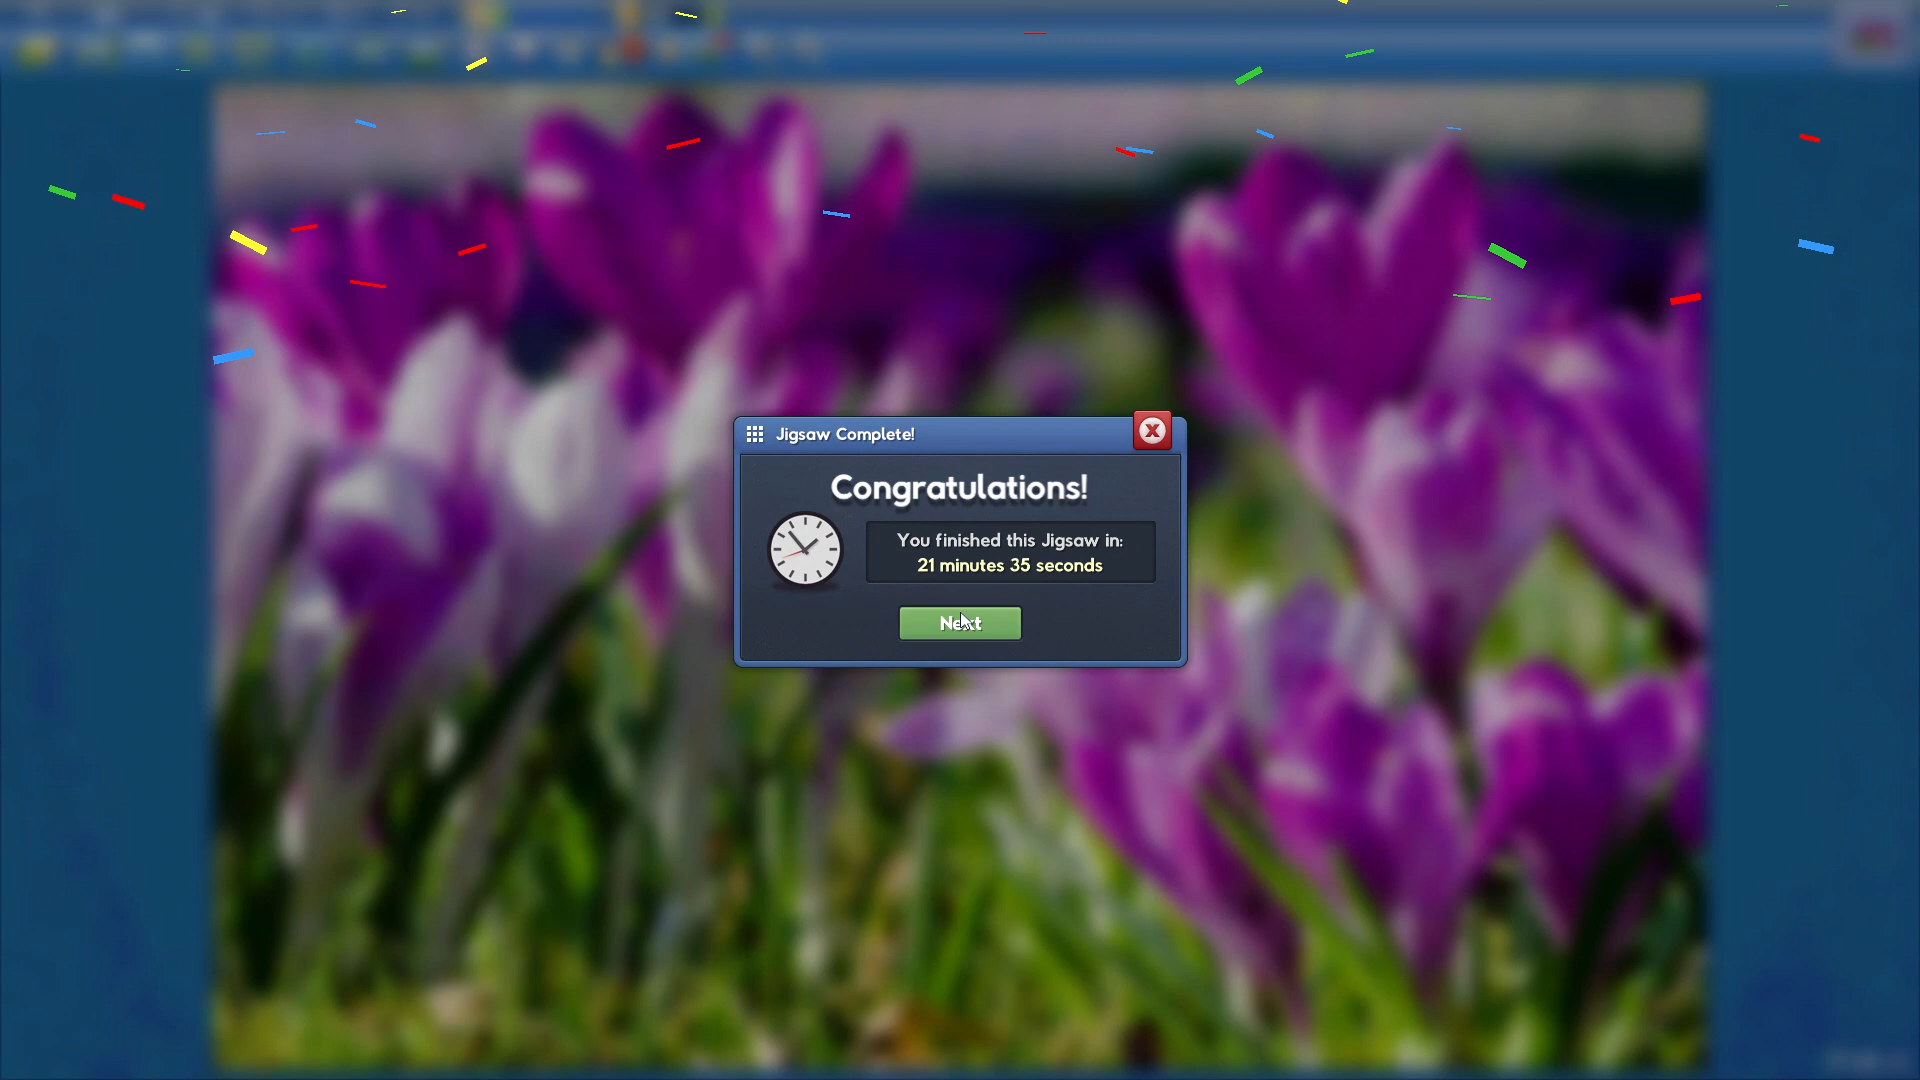 Jigsaw Complete!
Congratulations!
You finished this Jigsaw in:
21 minutes 35 seconds
Next